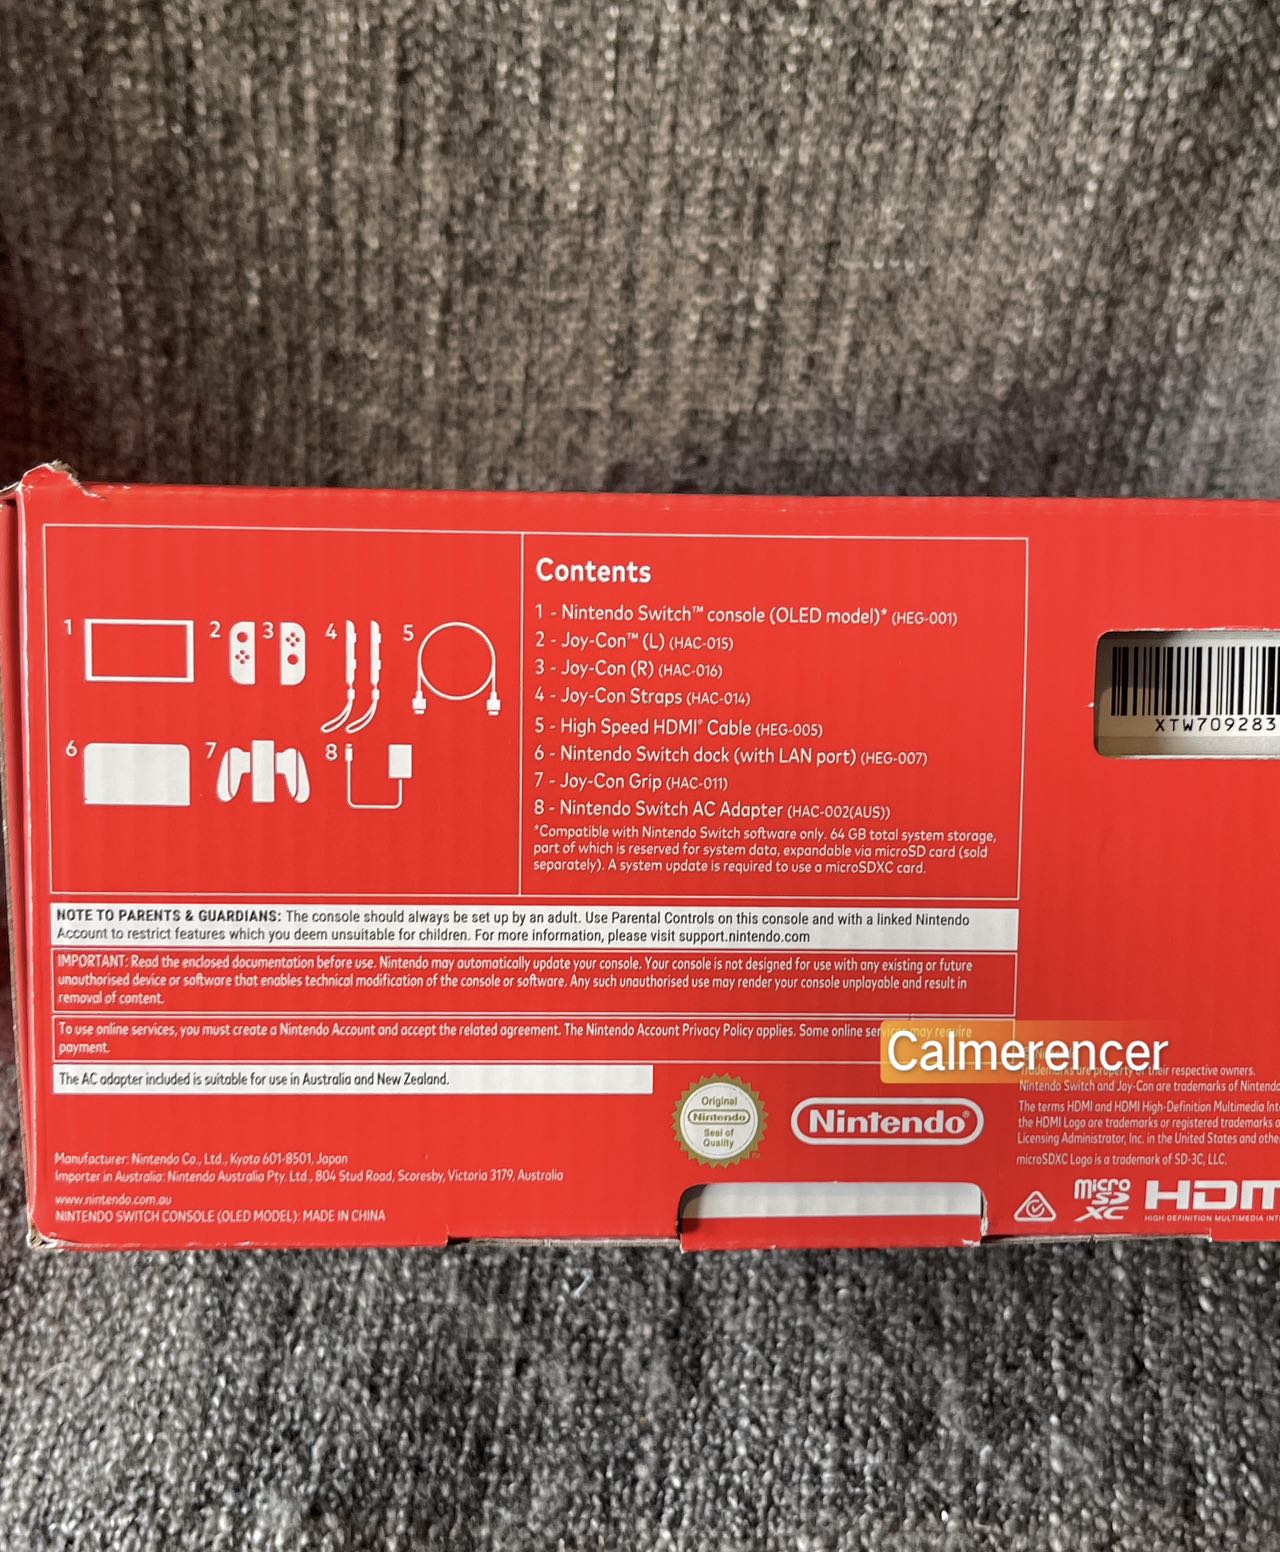 1 2 3 4 5
6 7 8
Contents
1 - Nintendo Switch™ console (OLED model)* (HEG-001)
2 - Joy-Con™ (L) (HAC-015)
3 - Joy-Con (R) (HAC-016)
4 - Joy-Con Straps (HAC-014)
5 - High Speed HDMI® Cable (HEG-005)
6 - Nintendo Switch dock (with LAN port) (HEG-007)
7 - Joy-Con Grip (HAC-011)
8 - Nintendo Switch AC Adapter (HAC-002(AUS))
*Compatible with Nintendo Switch software only. 64 GB total system storage,
part of which is reserved for system data, expandable via microSD card (sold
separately). A system update is required to use a microSDXC card.
XTW709283
NOTE TO PARENTS & GUARDIANS: The console should always be set up by an adult. Use Parental Controls on this console and with a linked Nintendo
Account to restrict features which you deem unsuitable for children. For more information, please visit support.nintendo.com
IMPORTANT: Read the enclosed documentation before use. Nintendo may automatically update your console. Your console is not designed for use with any existing or future
unauthorised device or software that enables technical modification of the console or software. Any such unauthorised use may render your console unplayable and result in
removal of content.
To use online services, you must create a Nintendo Account and accept the related agreement. The Nintendo Account Privacy Policy applies. Some online services may require
payment.
The AC adapter included is suitable for use in Australia and New Zealand.
Calmerencer
Trademarks are property of their respective owners.
Nintendo Switch and Joy-Con are trademarks of Nintendo
The terms HDMI and HDMI High-Definition Multimedia Int
the HDMI Logo are trademarks or registered trademarks o
Licensing Administrator, Inc. in the United States and othe
microSDXC Logo is a trademark of SD-3C, LLC.
Original
Nintendo
Seal of
Quality
TM
Nintendo®
Manufacturer: Nintendo Co., Ltd., Kyoto 601-8501, Japan
Importer in Australia: Nintendo Australia Pty. Ltd., 804 Stud Road, Scoresby, Victoria 3179, Australia
www.nintendo.com.au
NINTENDO SWITCH CONSOLE (OLED MODEL): MADE IN CHINA
micro
SD
XC
HDM
HIGH-DEFINITION MULTIMEDIA INT